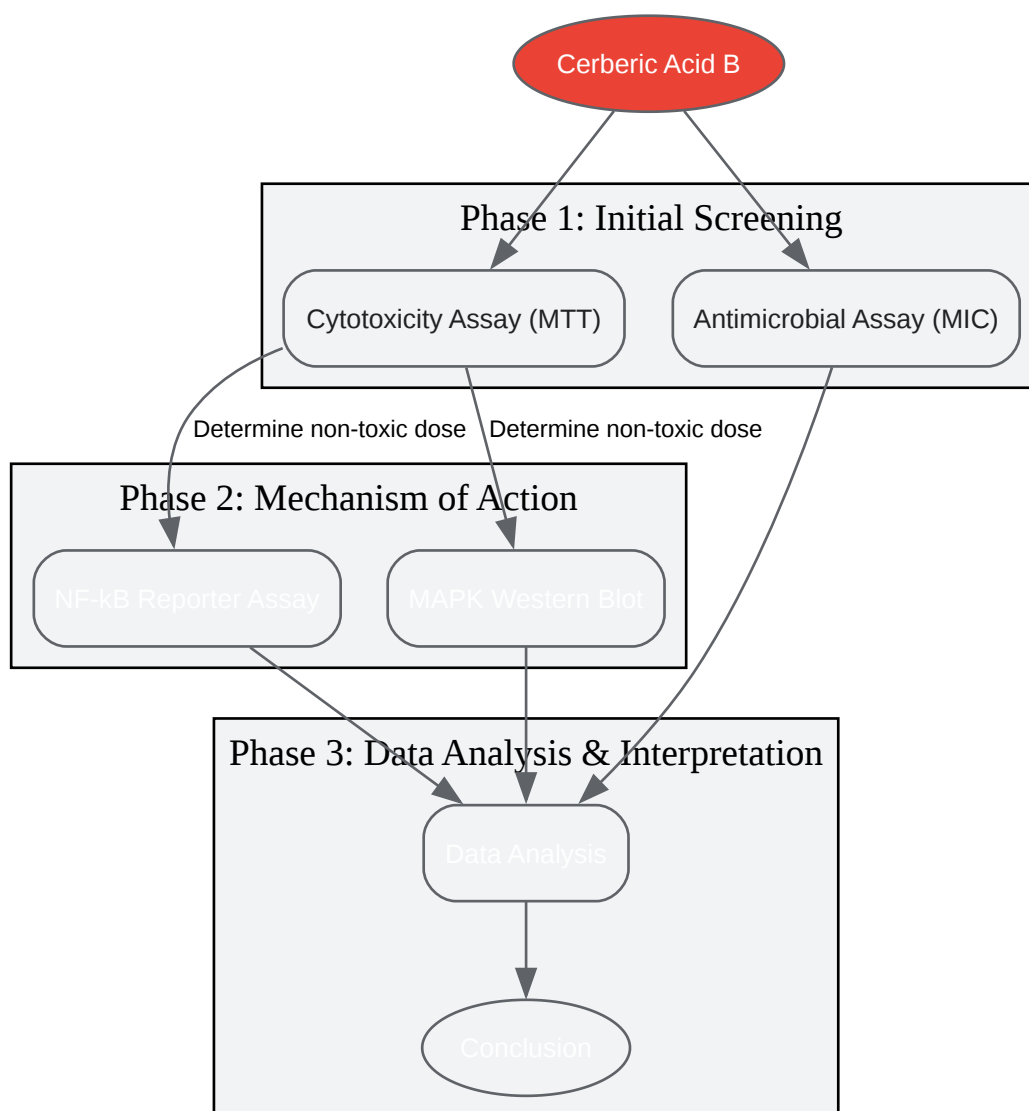 Cerberic Acid B
Phase 1: Initial Screening
Cytotoxicity Assay (MTT)
Antimicrobial Assay (MIC)
Determine non-toxic dose
Determine non-toxic dose
Phase 2: Mechanism of Action
NF-kB Reporter Assay
MAPK Western Blot
Phase 3: Data Analysis & Interpretation
Data Analysis
Conclusion